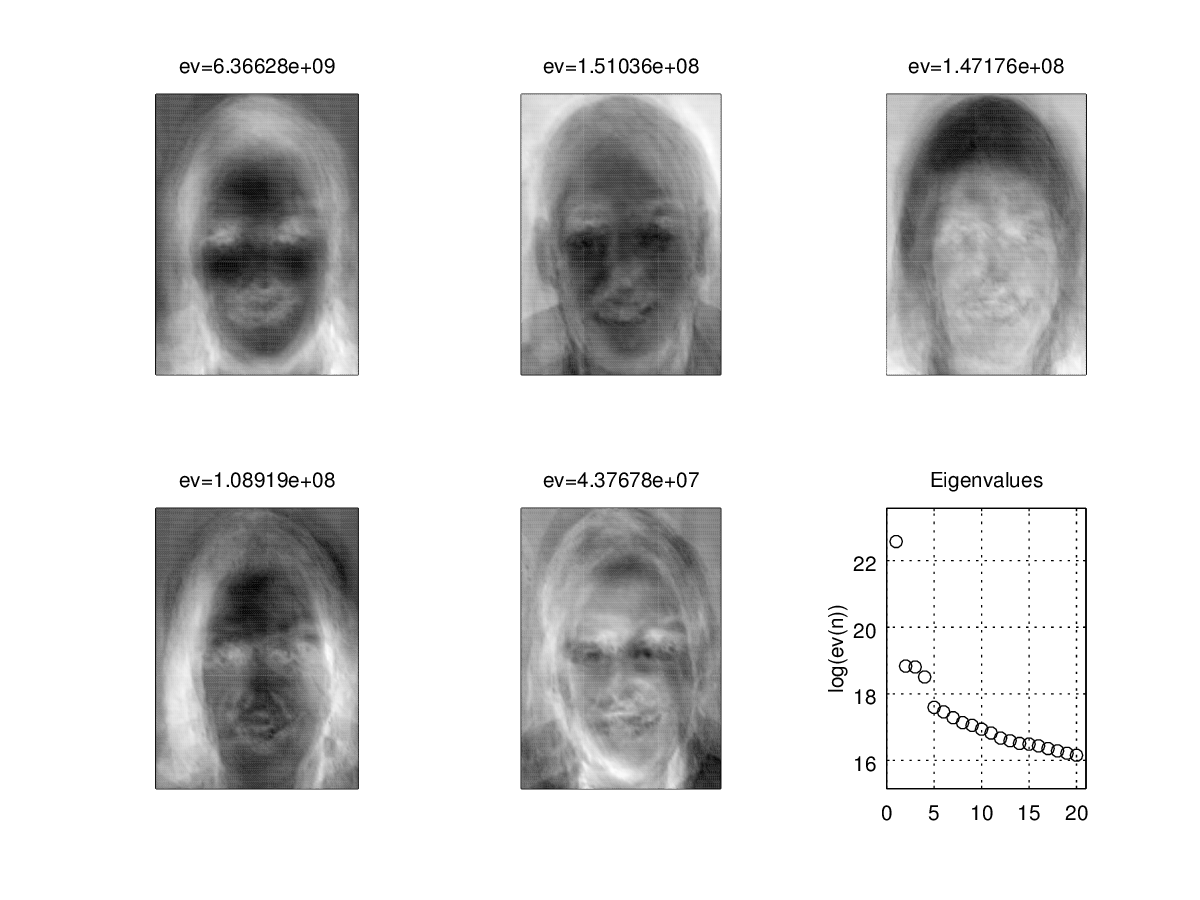 ev=6.36628e+09
ev=1.51036e+08
ev=1.47176e+08
ev=1.08919e+08
ev=4.37678e+07
Eigenvalues
log(ev(n))
22
20
18
16
0 5 10 15 20